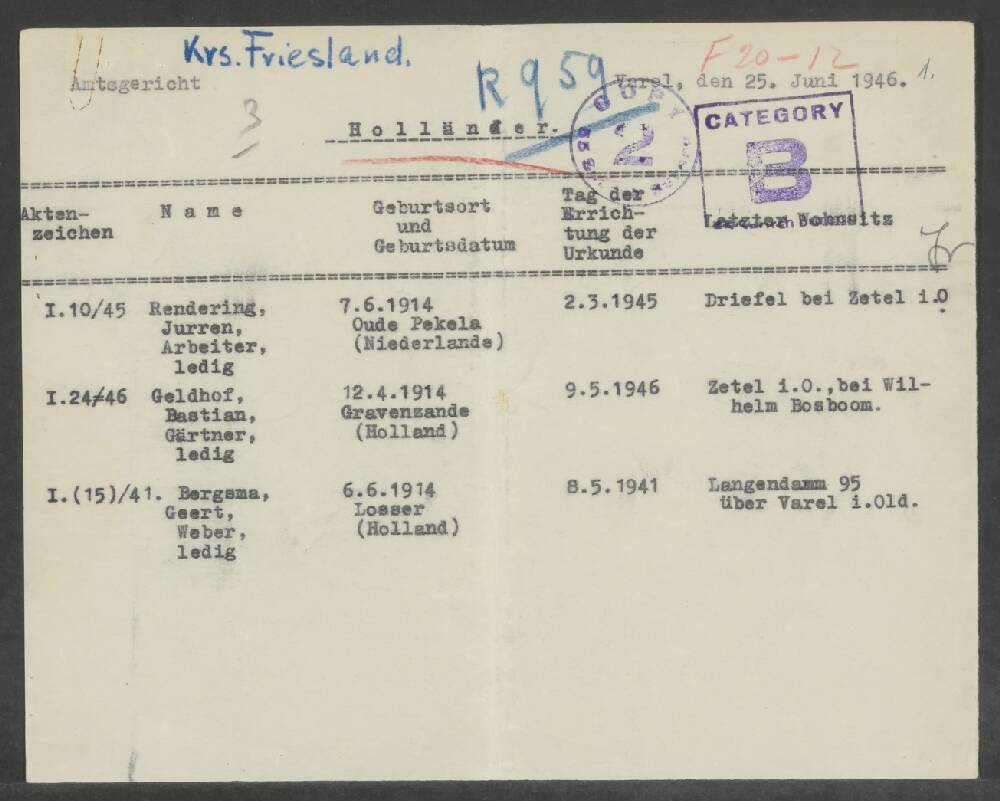 Krs. Friesland.
F 20-12
Amtsgericht
R 959
Varel, den 25. Juni 1946. 1.
3
Holländer.
COPY
2
CATEGORY
B
Akten-
zeichen
Name
Geburtsort
und
Geburtsdatum
Tag der
Errich-
tung der
Urkunde
Letzter Wohnsitz
I.10/45 Rendering, 7.6.1914 2.3.1945 Driefel bei Zetel i.O
Jurren, Oude Pekela
Arbeiter, (Niederlande)
ledig
I.24/46 Geldhof, 12.4.1914 9.5.1946 Zetel i.O.,bei Wil-
Bastian, Gravenzande helm Bosboom.
Gärtner, (Holland)
ledig
I.(15)/41. Bergsma, 6.6.1914 8.5.1941 Langendamm 95
Geert, Losser über Varel i.Old.
Weber, (Holland)
ledig